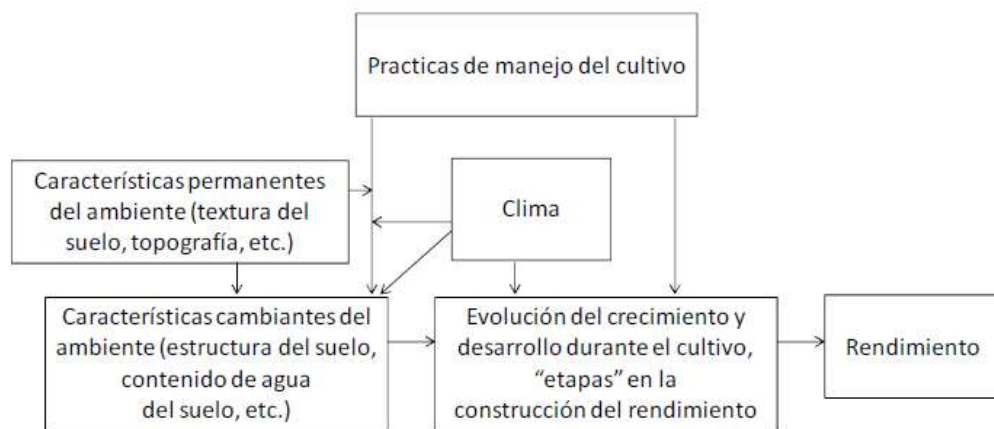 Practicas de manejo del cultivo
Características permanentes
del ambiente (textura del
suelo, topografía, etc.)
Clima
Características cambiantes del
ambiente (estructura del suelo,
contenido de agua
del suelo, etc.)
Evolución del crecimiento y
desarrollo durante el cultivo,
“etapas” en la
construcción del rendimiento
Rendimiento